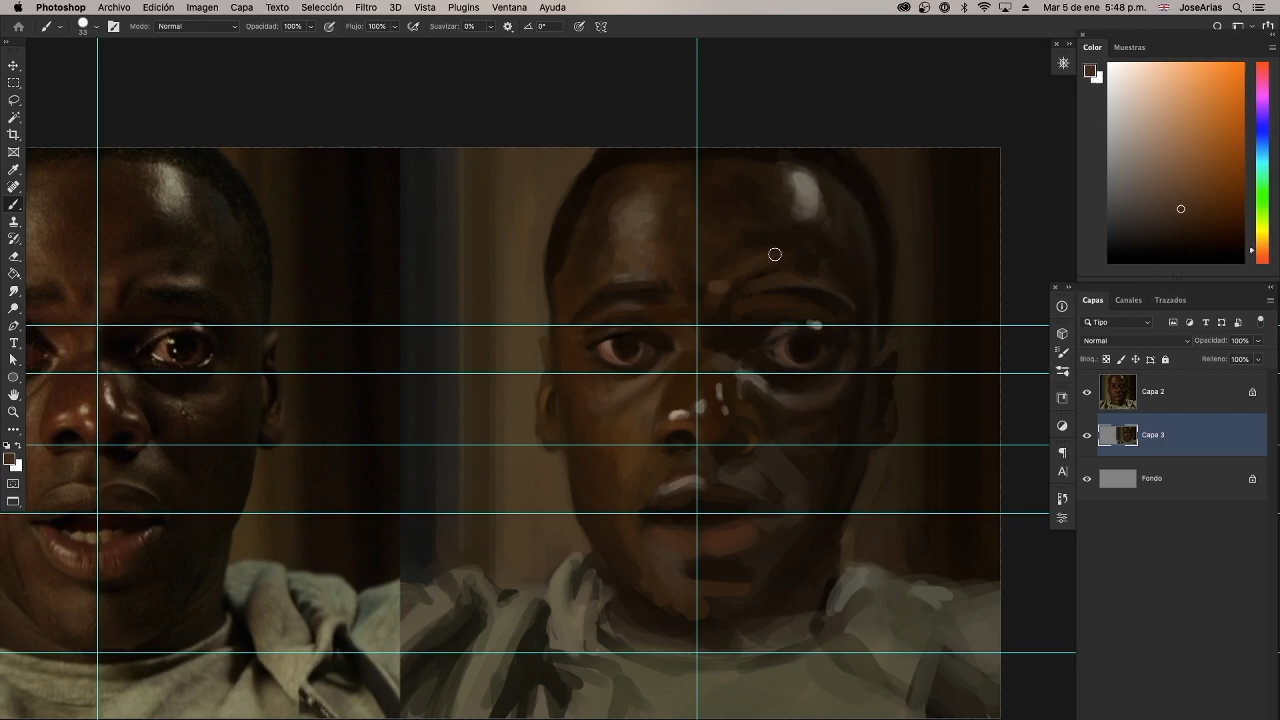 Photoshop Archivo Edición Imagen Capa Texto Selección Filtro 3D Vista Plugins Ventana Ayuda Mar 5 de ene 5:48 p.m. JoseArias
33 Modo: Normal Opacidad: 100% Flujo: 100% Suavizar: 0% 0°
Color Muestras
Capas Canales Trazados
Tipo
Normal Opacidad: 100%
Bloq.: Relleno: 100%
Capa 2
Capa 3
Fondo